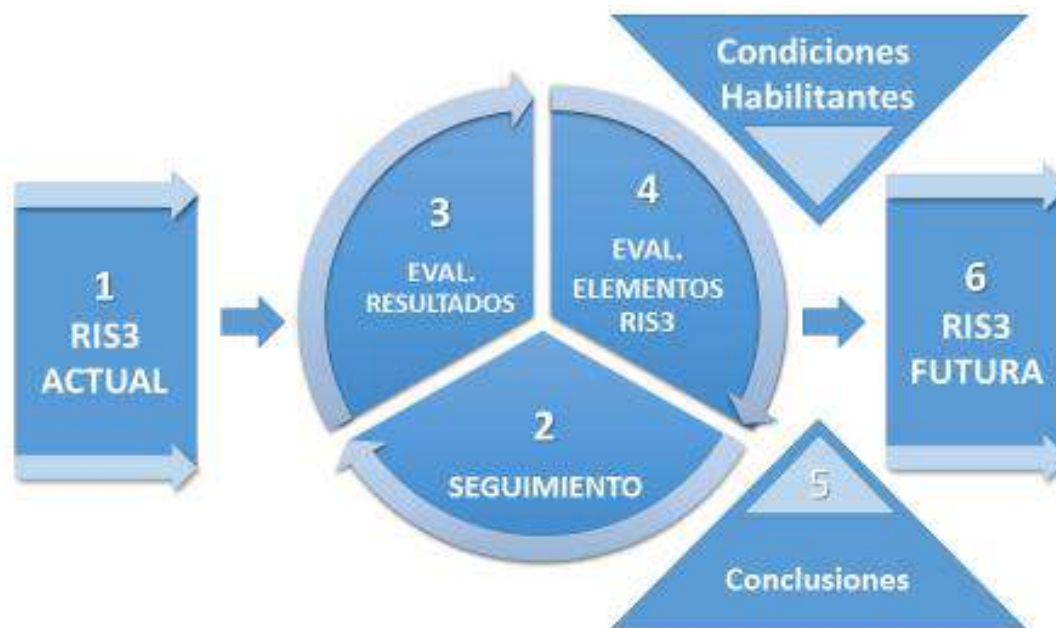 1
RIS3
ACTUAL
3
EVAL.
RESULTADOS
4
EVAL.
ELEMENTOS
RIS3
2
SEGUIMIENTO
Condiciones
Habilitantes
5
Conclusiones
6
RIS3
FUTURA